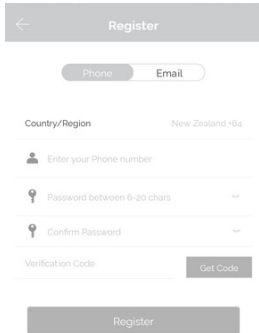 Register
Phone Email
Country/Region New Zealand +64
Enter your Phone number
Password between 6-20 chars
Confirm Password
Verification Code Get Code
Register